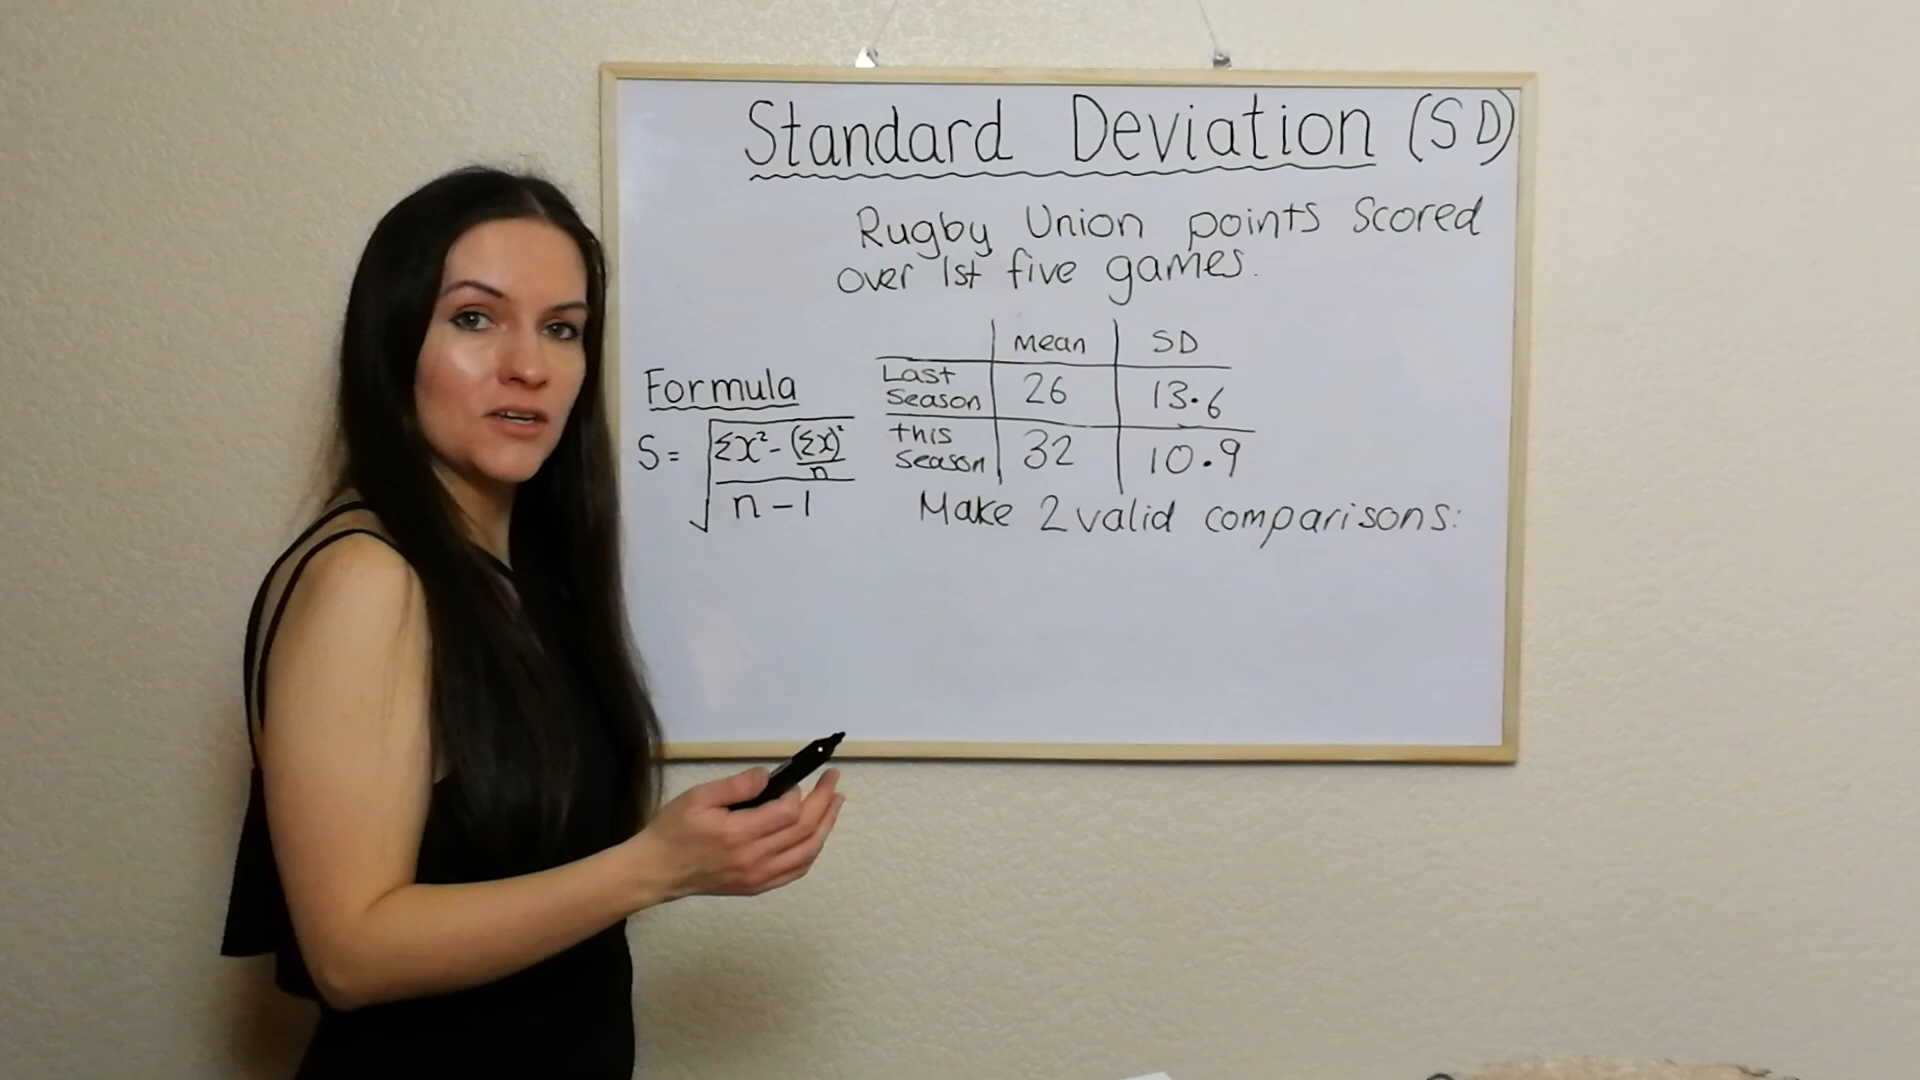 Standard Deviation (SD)
Rugby Union points scored
over 1st five games.
Mean SD
Last Season 26 13.6
this season 32 10.9
Formula
S = √((Σx² - (Σx)²/n)/(n-1))
Make 2 valid comparisons: